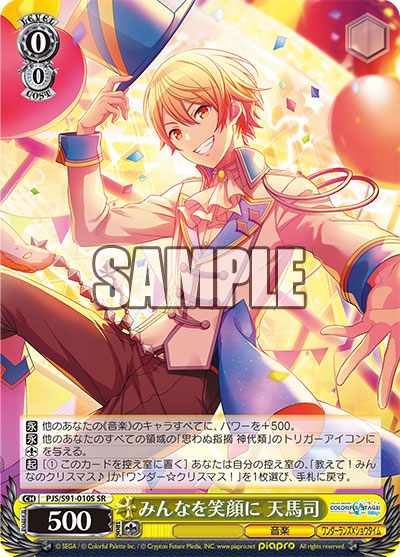 LEVEL
0
0
COST
SAMPLE
永 他のあなたの《音楽》のキャラすべてに、パワーを＋500。
永 他のあなたのすべての領域の「思わぬ指摘 神代類」のトリガーアイコンに
を与える。
起［① このカードを控え室に置く］ あなたは自分の控え室の、「教えて！みん
なのクリスマス♪」か「ワンダー☆クリスマス！」を1枚選び、手札に戻す。
CH PJS/S91-010S SR
POWER 500 SOUL みんなを笑顔に 天馬司
音楽 ワンダーランズ×ショウタイム COLORFUL STAGE!
© SEGA / © Colorful Palette Inc. / © Crypton Future Media, INC. www.piapro.net piapro All rights reserved.